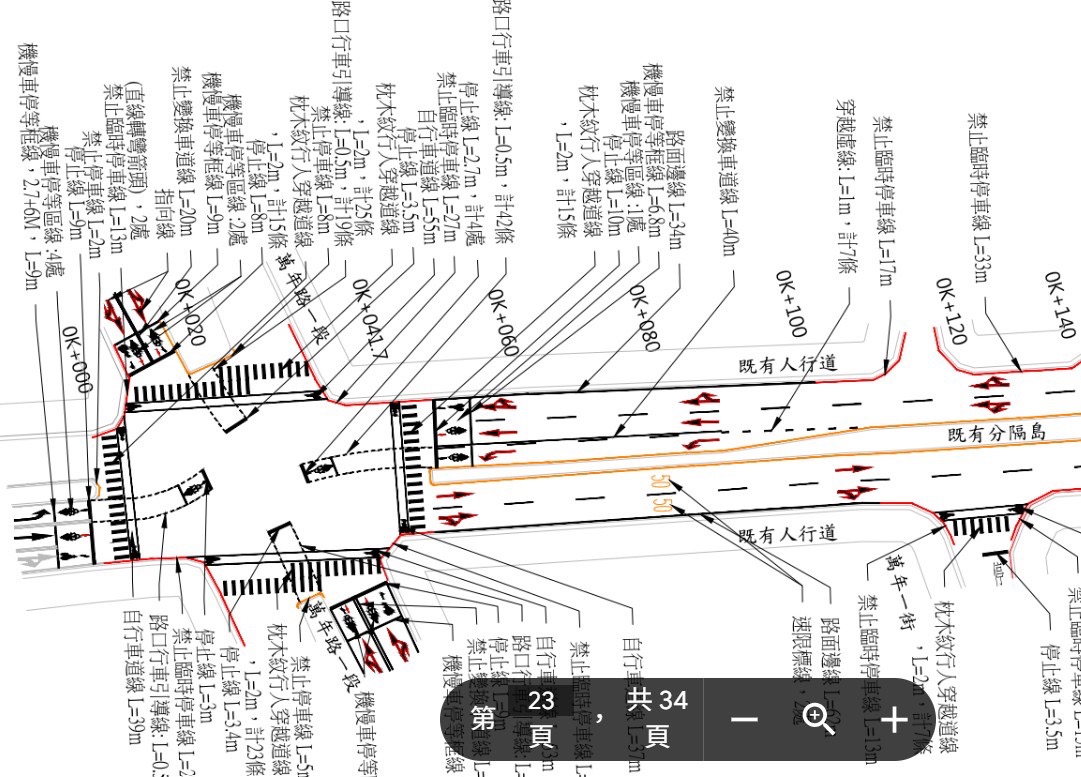 0K+140
禁止臨時停車線 L=15m
停止線 L=3.5m
既有分隔島
禁止臨時停車線 L=33m
0K+120
枕木紋行人穿越道線
，L=2m，計7條
萬年一街
禁止臨時停車線 L=17m
禁止臨時停車線 L=13m
穿越虛線: L=1m，計7條
既有人行道
既有人行道
路面邊線 L=62m
速限標線，2處
0K+100
禁止變換車道線 L=40m
共34頁
路面邊線 L=34m
機慢車停等框線 L=6.8m
機慢車停等區線 :1處
停止線 L=10m
枕木紋行人穿越道線
，L=2m，計15條
50
50
0K+080
自行車道線 L=37m
禁止臨時停車線 L=
第23頁，
自行車道線 L=53m
路口行車引導線: L=
停止線 L=9m
禁止變換車道線 L=
機慢車停等框線
0K+060
路口行車引導線: L=0.5m，計42條
停止線 L=2.7m，計4處
禁止臨時停車線 L=27m
自行車道線 L=55m
停止線 L=3.5m
枕木紋行人穿越道線
，L=2m，計25條
0K+041.7
機慢車停等
萬年路一段
路口行車引導線: L=0.5m，計19條
禁止停車線 L=8m
枕木紋行人穿越道線
，L=2m，計15條
萬年路一段
停止線 L=8m
機慢車停等區線 :2處
機慢車停等框線 L=9m
禁止停車線 L=5m
枕木紋行人穿越道線
，L=2m，計23條
停止線 L=3.4m
停止線 L=3m
禁止臨時停車線 L=2
路口行車引導線: L=0.5
自行車道線 L=39m
0K+020
禁止變換車道線 L=20m
指向線
(直線轉彎箭頭)，2處
禁止臨時停車線 L=13m
禁止停車線 L=2m
停止線 L=9m
0K+000
機慢車停等區線 :4處
機慢車停等框線，2.7+6M， L=9m